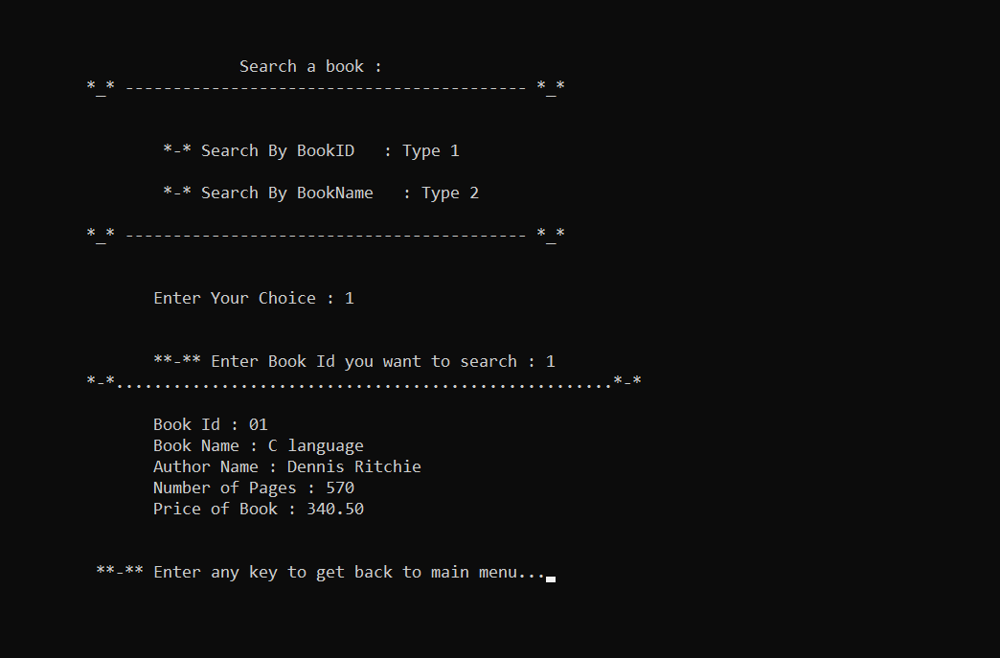 Search a book :
*_* ------------------------------------------ *_*
*-* Search By BookID   : Type 1
*-* Search By BookName   : Type 2
*_* ------------------------------------------ *_*
Enter Your Choice : 1
**-** Enter Book Id you want to search : 1
*-*....................................................*-*
Book Id : 01
Book Name : C language
Author Name : Dennis Ritchie
Number of Pages : 570
Price of Book : 340.50
**-** Enter any key to get back to main menu...